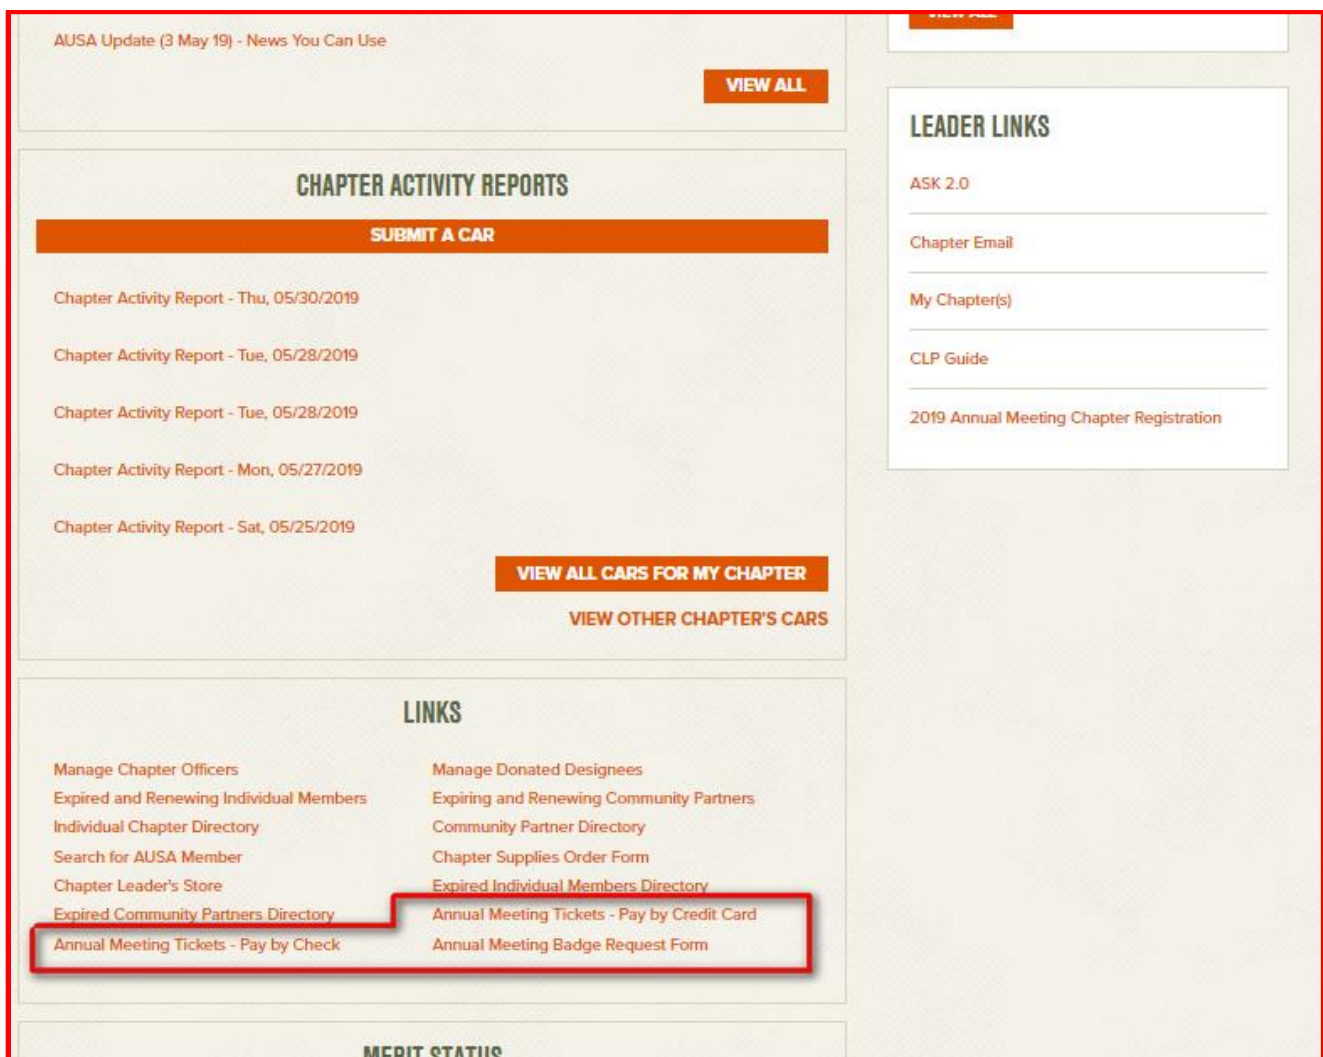 AUSA Update (3 May 19) - News You Can Use
VIEW ALL
CHAPTER ACTIVITY REPORTS
SUBMIT A CAR
Chapter Activity Report - Thu, 05/30/2019
Chapter Activity Report - Tue, 05/28/2019
Chapter Activity Report - Tue, 05/28/2019
Chapter Activity Report - Mon, 05/27/2019
Chapter Activity Report - Sat, 05/25/2019
VIEW ALL CARS FOR MY CHAPTER
VIEW OTHER CHAPTER'S CARS
LINKS
Manage Chapter Officers
Manage Donated Designees
Expired and Renewing Individual Members
Expiring and Renewing Community Partners
Individual Chapter Directory
Community Partner Directory
Search for AUSA Member
Chapter Supplies Order Form
Chapter Leader's Store
Expired Individual Members Directory
Expired Community Partners Directory
Annual Meeting Tickets - Pay by Credit Card
Annual Meeting Tickets - Pay by Check
Annual Meeting Badge Request Form
MERIT STATUS
VIEW ALL
LEADER LINKS
ASK 2.0
Chapter Email
My Chapter(s)
CLP Guide
2019 Annual Meeting Chapter Registration